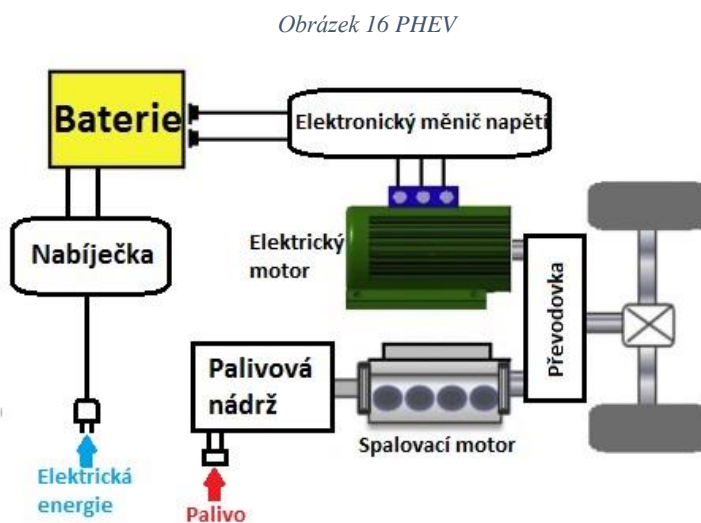 Obrázek 16 PHEV
Baterie
Elektronický měnič napětí
Nabíječka
Elektrický
motor
Převodovka
Palivová
nádrž
Spalovací motor
Elektrická
energie
Palivo